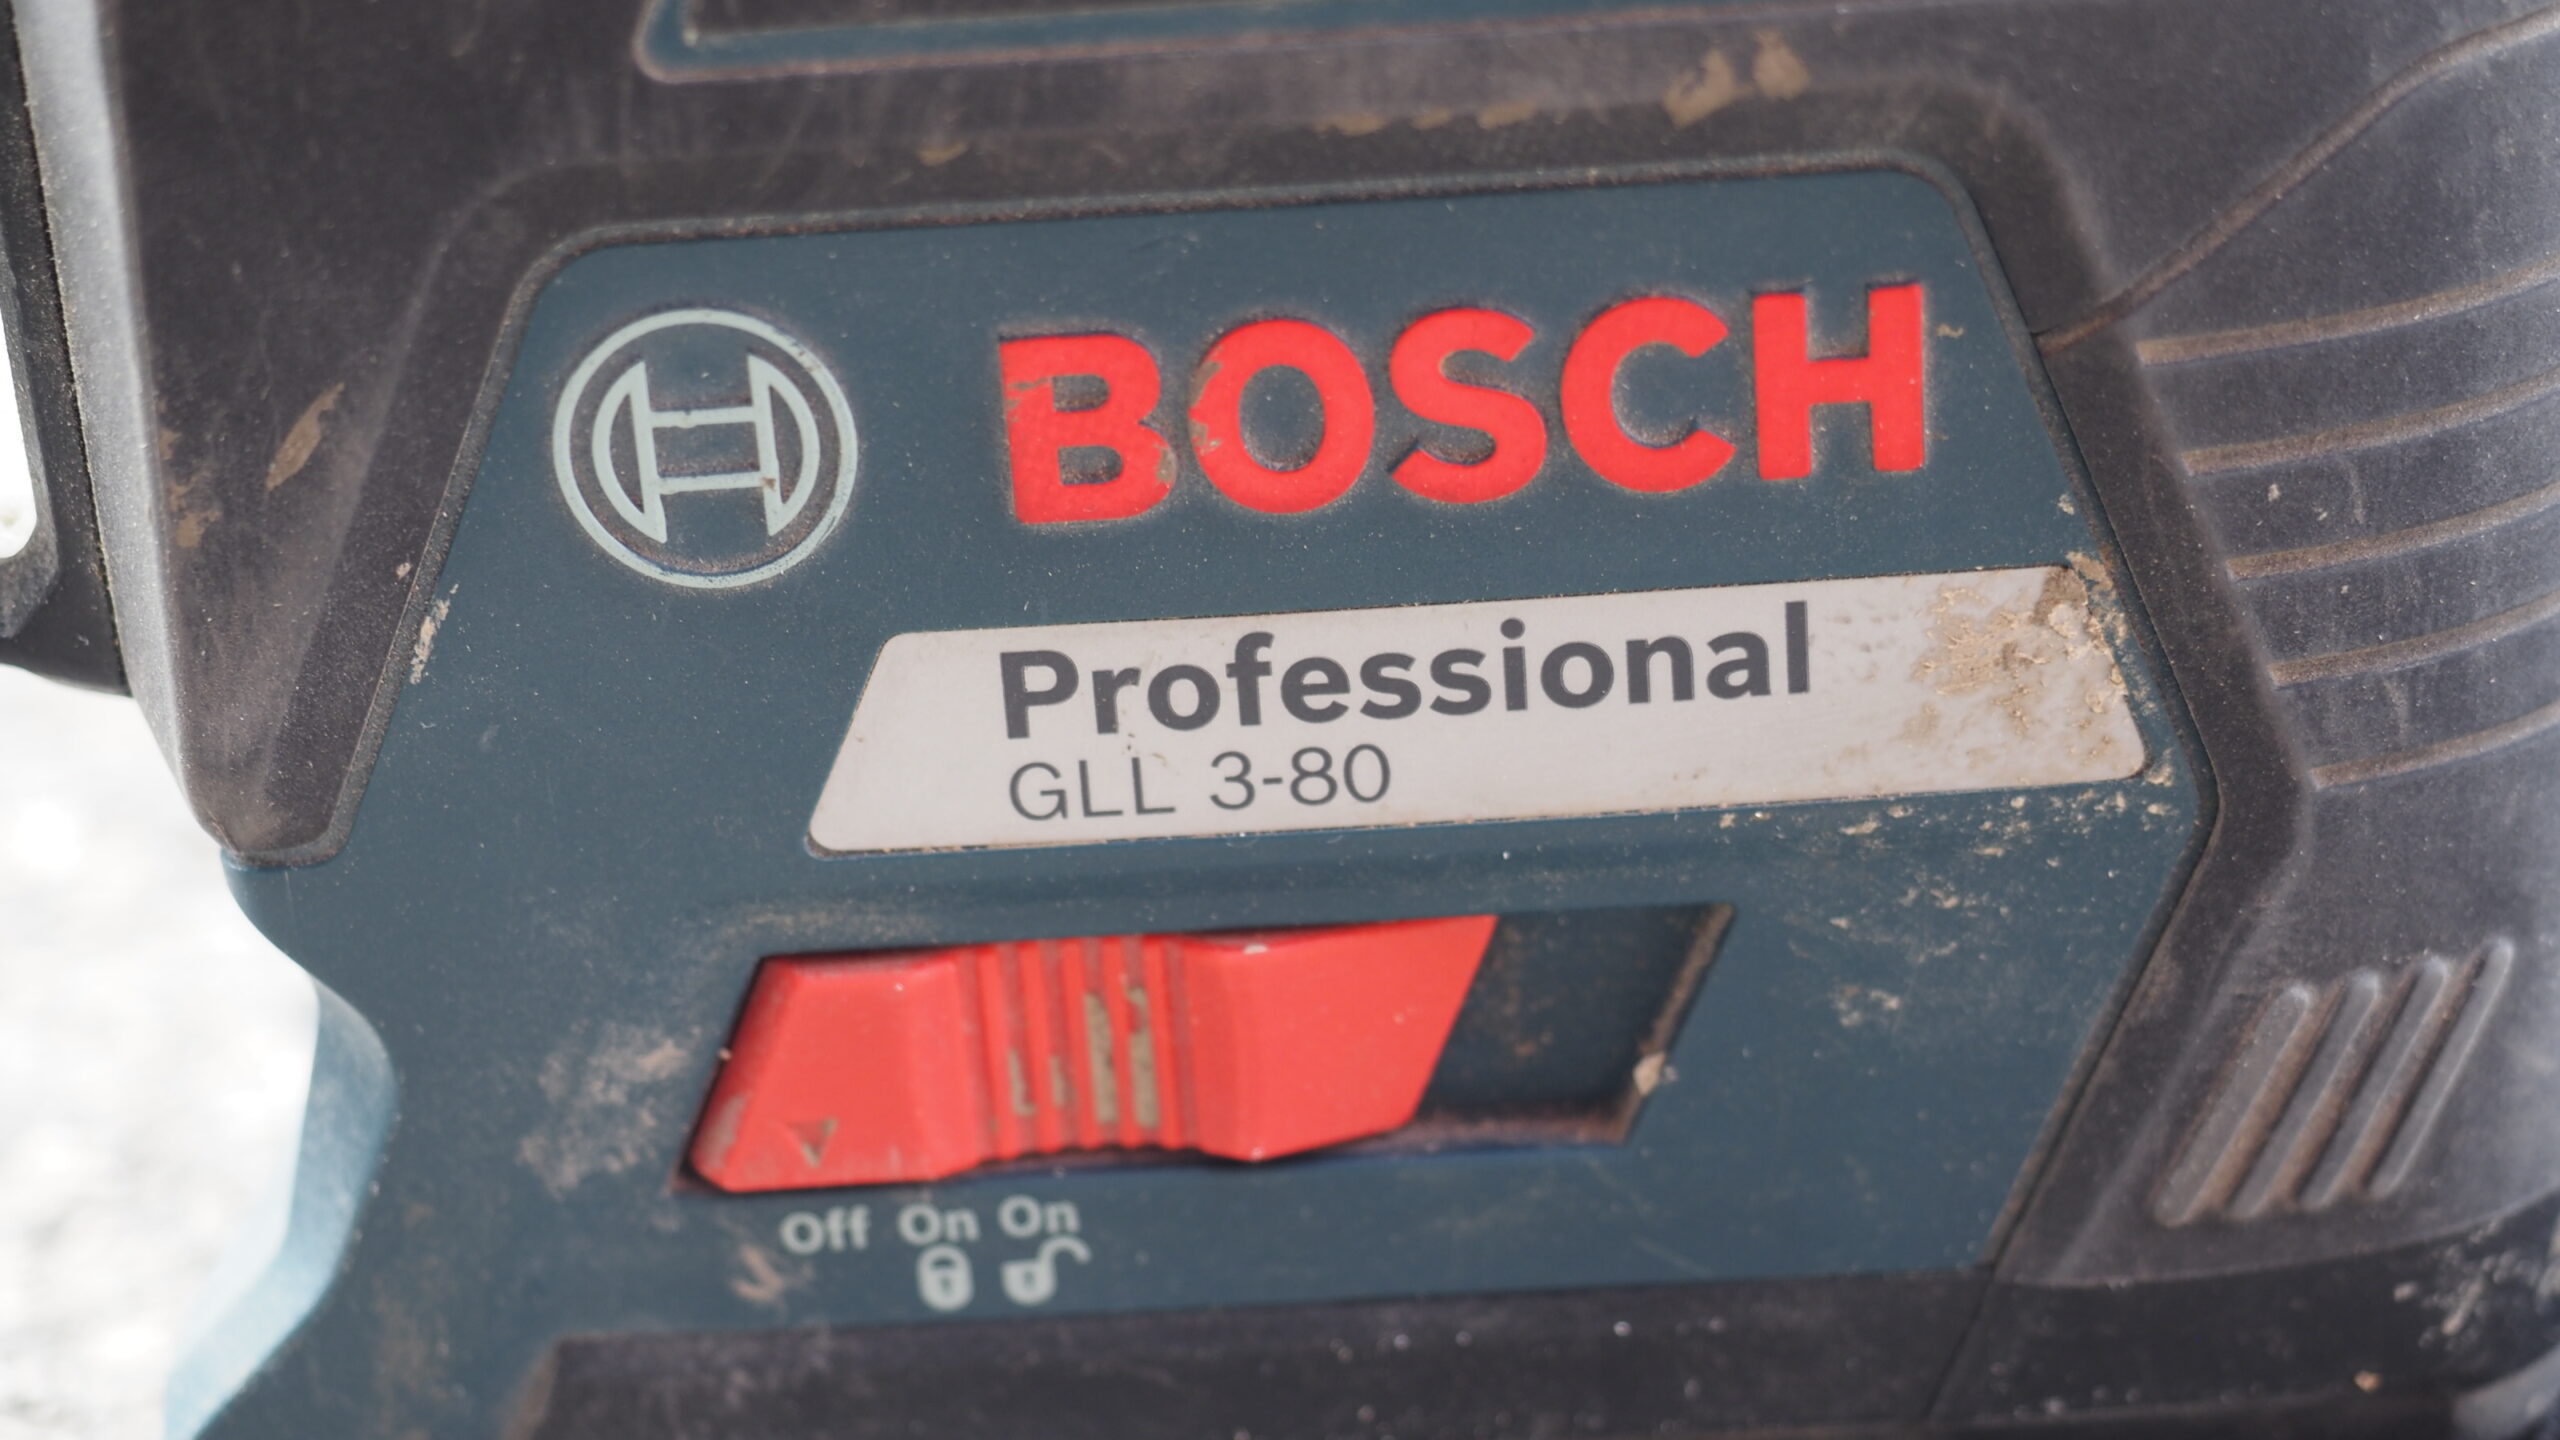 BOSCH
Professional
GLL 3-80
Off On On